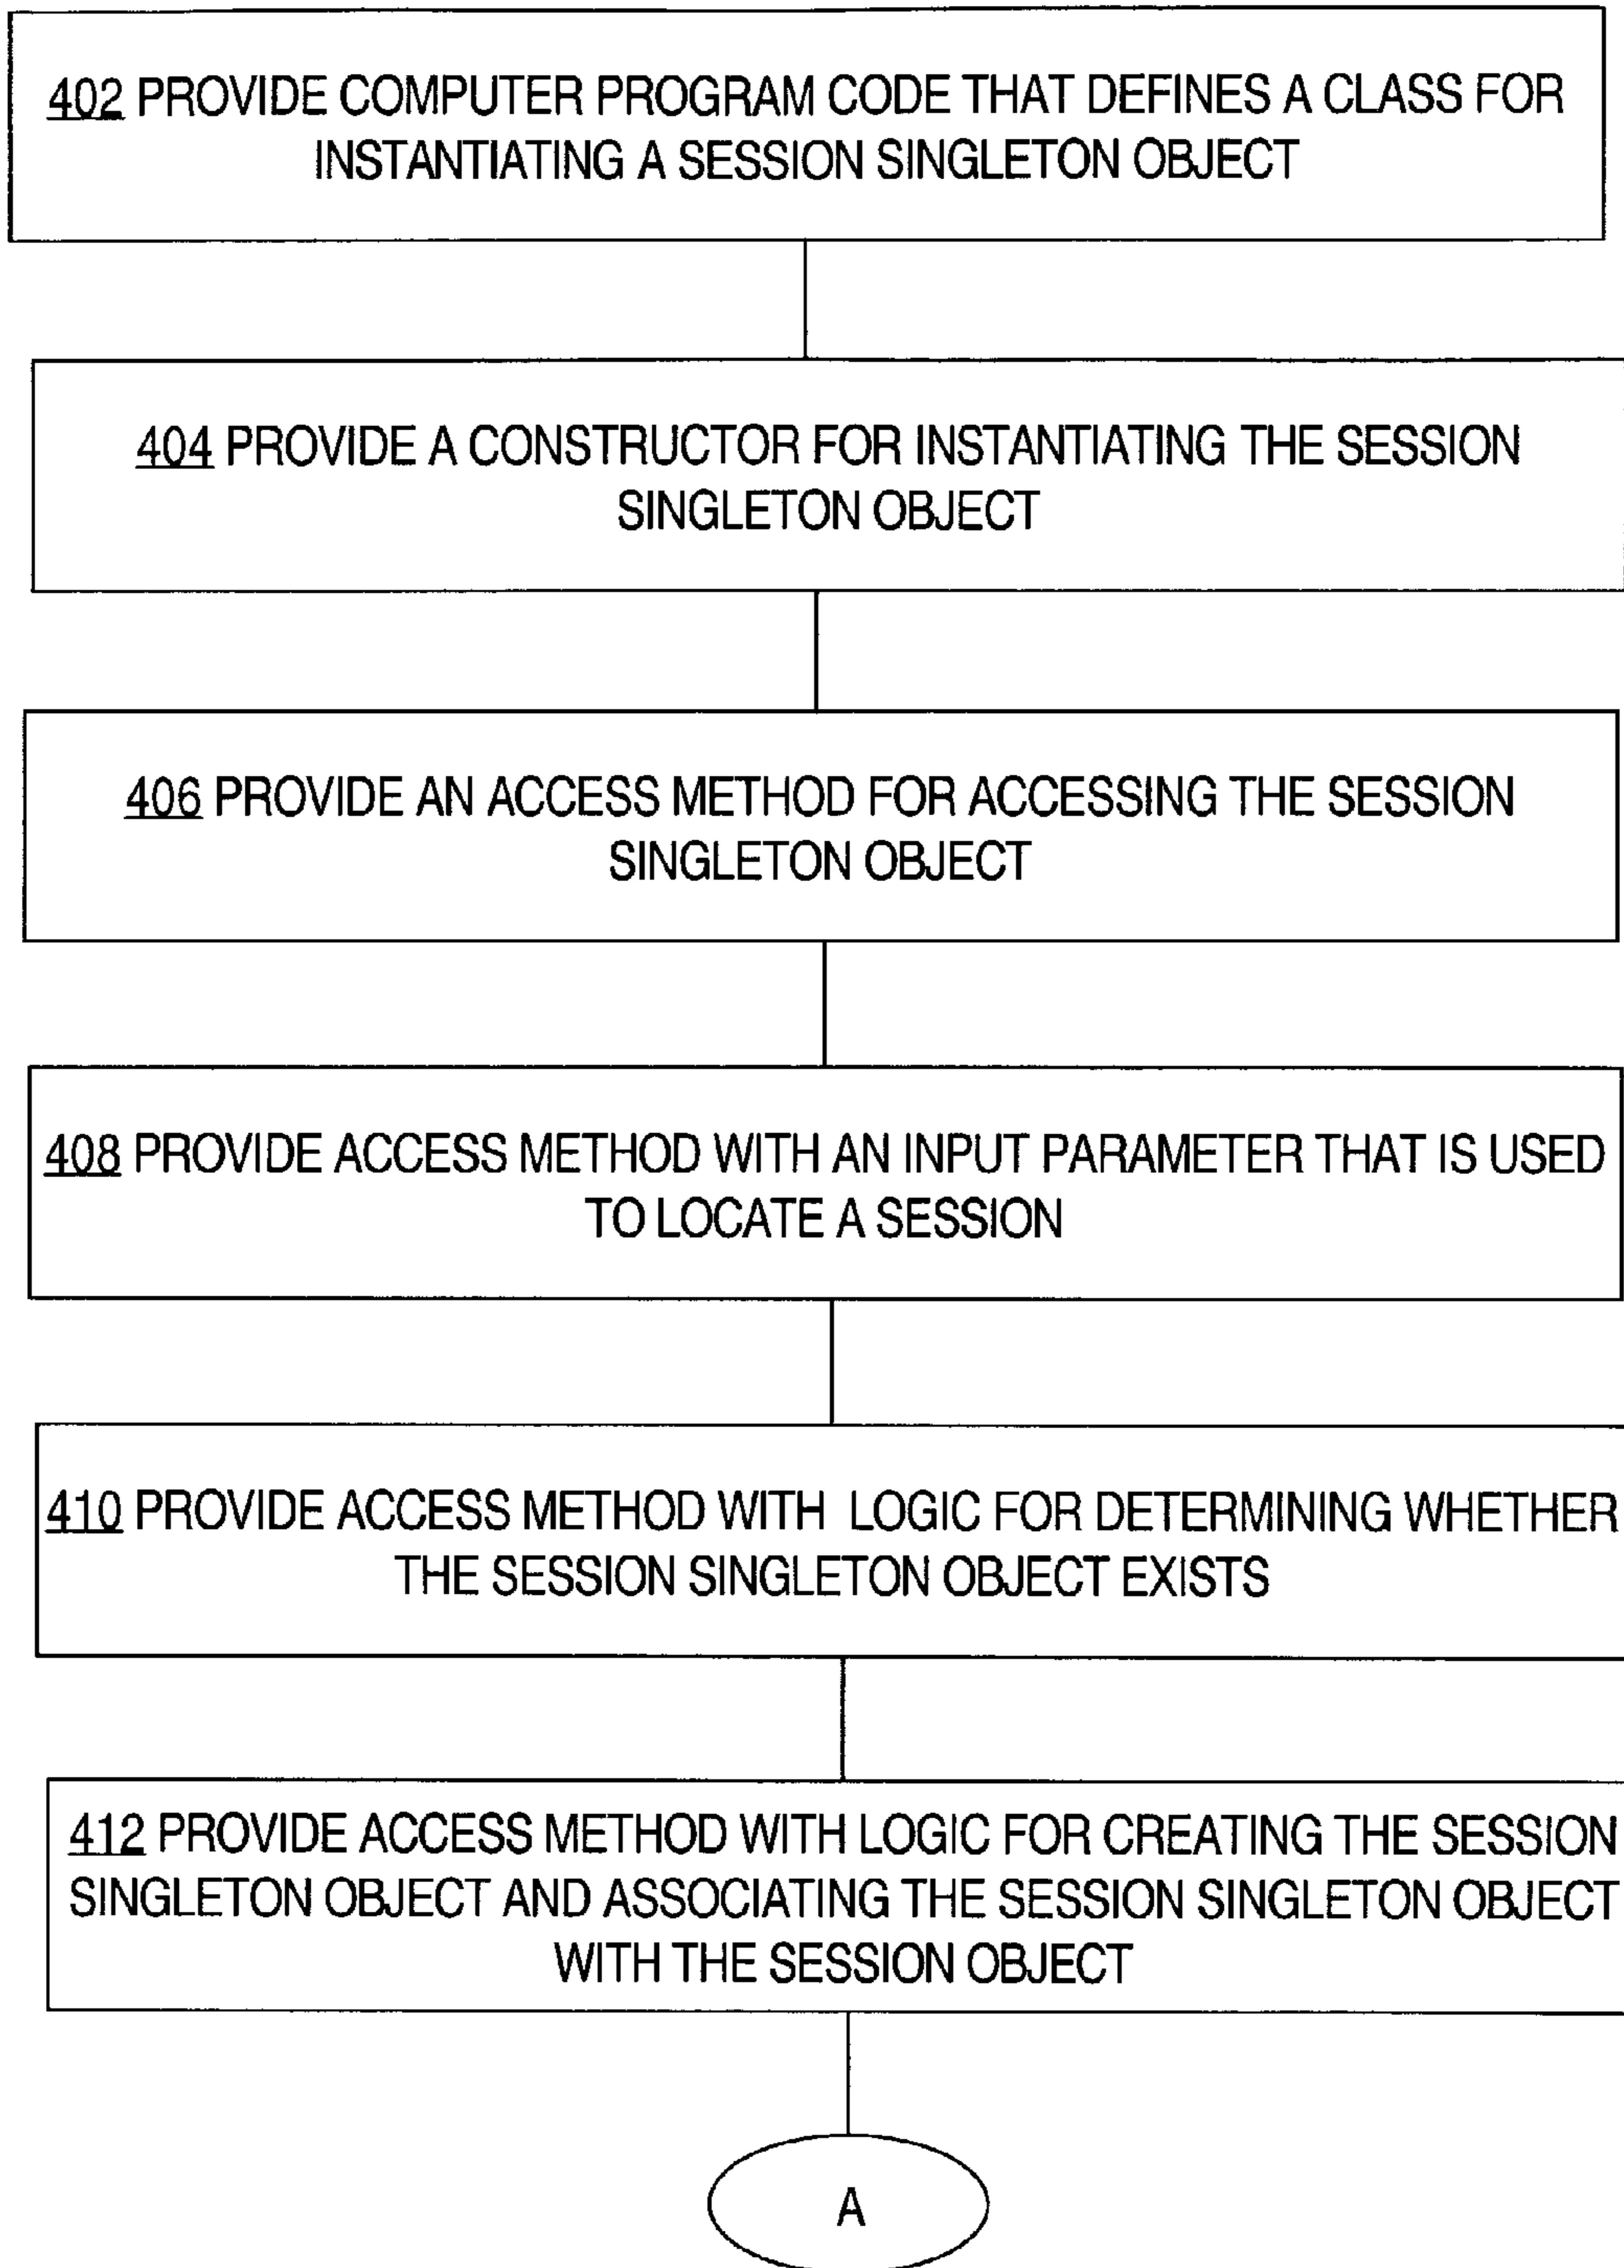 402 PROVIDE COMPUTER PROGRAM CODE THAT DEFINES A CLASS FOR
INSTANTIATING A SESSION SINGLETON OBJECT
404 PROVIDE A CONSTRUCTOR FOR INSTANTIATING THE SESSION
SINGLETON OBJECT
406 PROVIDE AN ACCESS METHOD FOR ACCESSING THE SESSION
SINGLETON OBJECT
408 PROVIDE ACCESS METHOD WITH AN INPUT PARAMETER THAT IS USED
TO LOCATE A SESSION
410 PROVIDE ACCESS METHOD WITH LOGIC FOR DETERMINING WHETHER
THE SESSION SINGLETON OBJECT EXISTS
412 PROVIDE ACCESS METHOD WITH LOGIC FOR CREATING THE SESSION
SINGLETON OBJECT AND ASSOCIATING THE SESSION SINGLETON OBJECT
WITH THE SESSION OBJECT
A